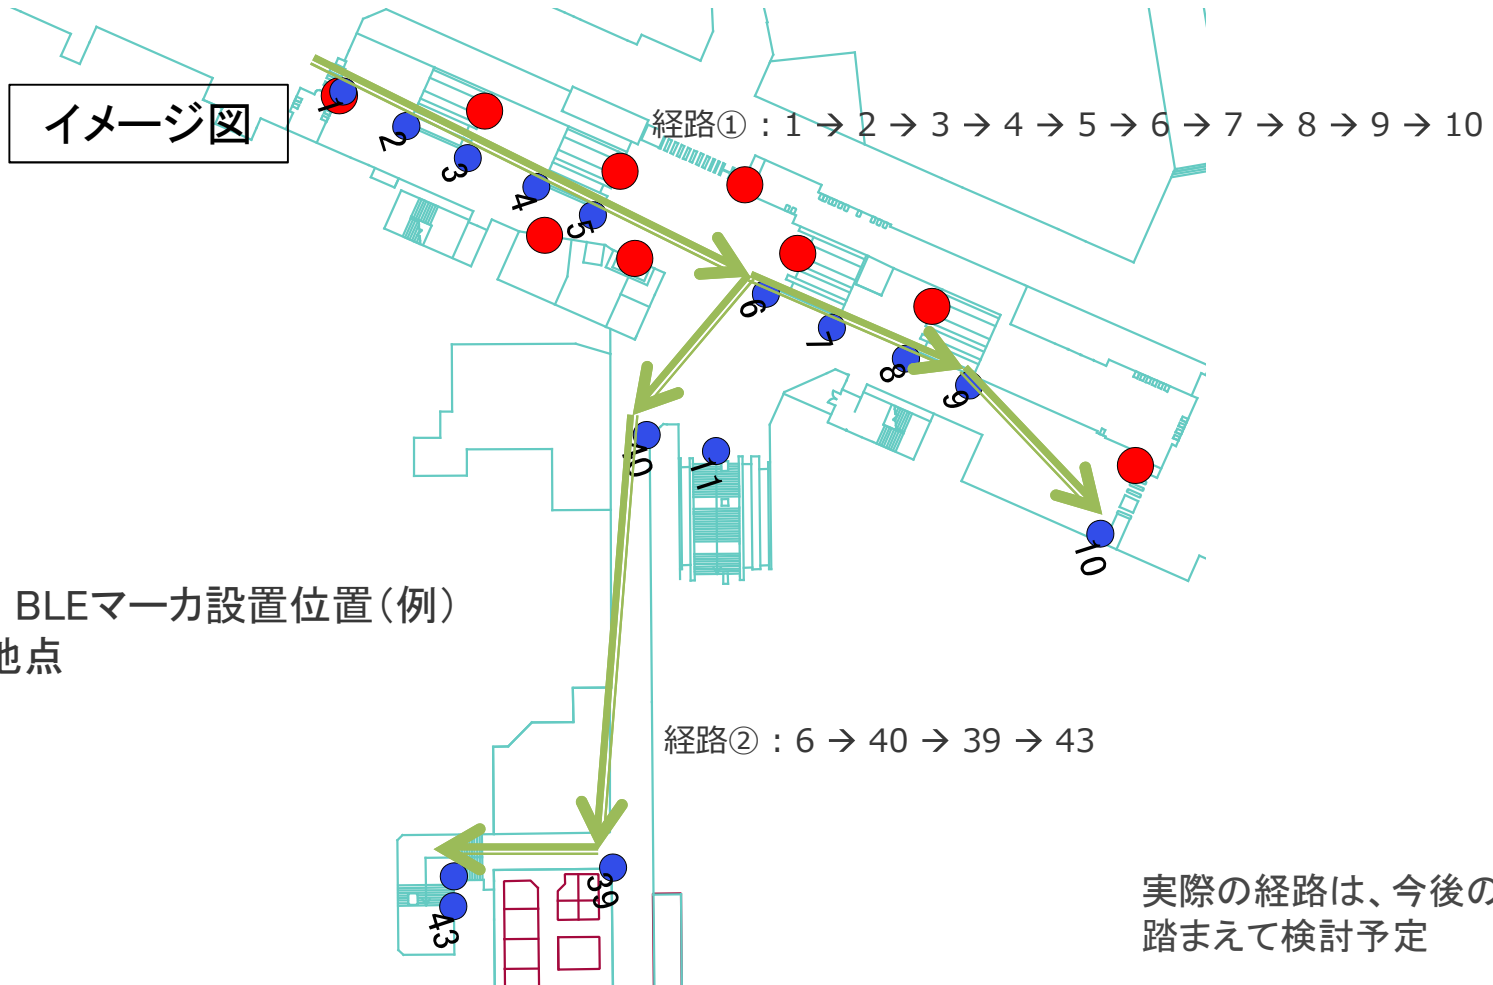 イメージ図
経路①：1 → 2 → 3 → 4 → 5 → 6 → 7 → 8 → 9 → 10
1
2
3
4
5
6
7
8
9
40
11
10
BLEマーカ設置位置（例）
地点
経路②：6 → 40 → 39 → 43
39
43
実際の経路は、今後の
踏まえて検討予定